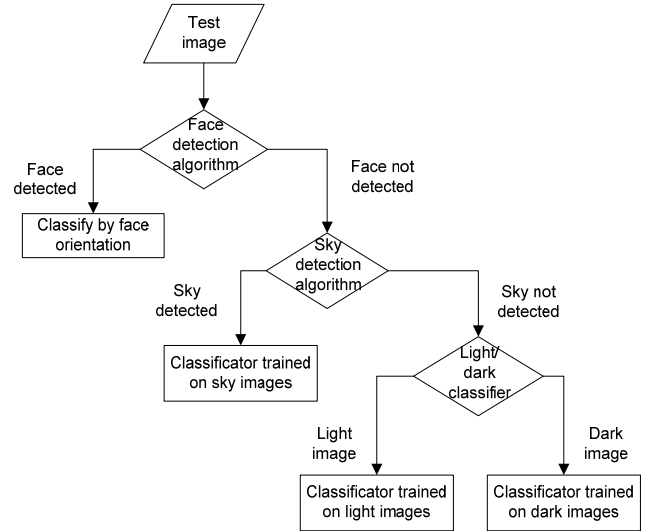 Test
image
Face
detection
algorithm
Face
detected
Face not
detected
Classify by face
orientation
Sky
detection
algorithm
Sky
detected
Sky not
detected
Classificator trained
on sky images
Light/
dark
classifier
Light
image
Dark
image
Classificator trained
on light images
Classificator trained
on dark images